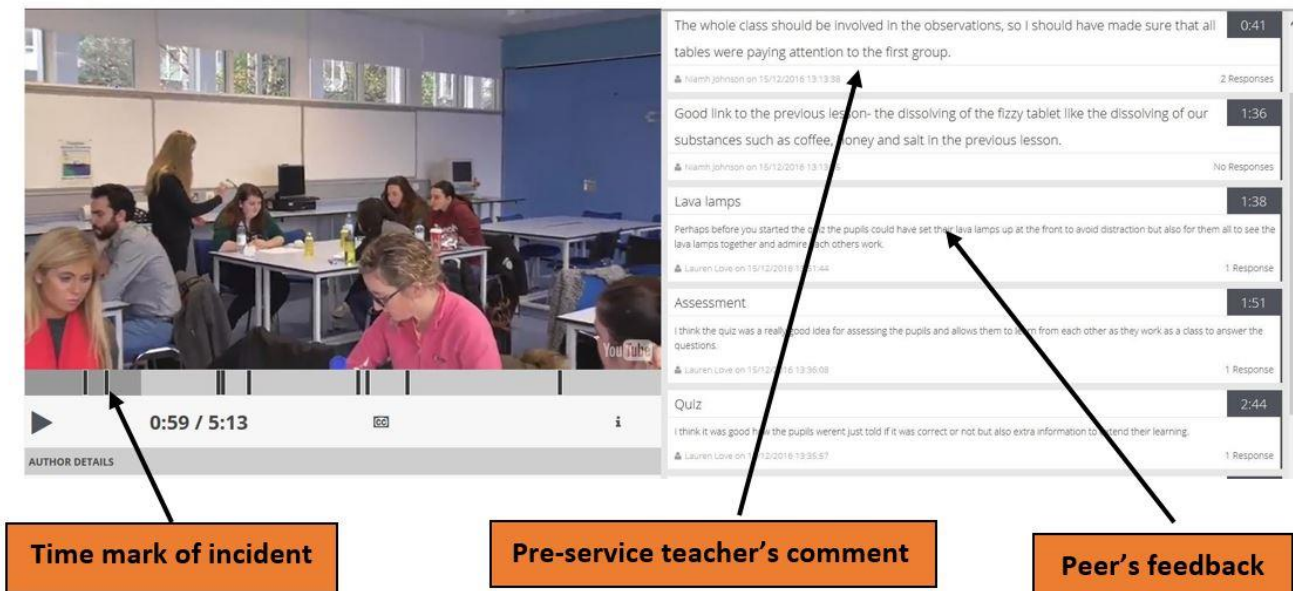 The whole class should be involved in the observations, so I should have made sure that all
0:41
tables were paying attention to the first group.
Niamh Johnson on 15/12/2016 13:13:38
2 Responses
Good link to the previous lesson- the dissolving of the fizzy tablet like the dissolving of our
1:36
substances such as coffee, honey and salt in the previous lesson.
Niamh Johnson on 15/12/2016
No Responses
Lava lamps
1:38
Perhaps before you started the quiz the pupils could have set their lava lamps up at the front to avoid distraction but also for them all to see the
lava lamps together and admire each others work.
Lauren Love on 15/12/2016
1 Response
Assessment
1:51
I think the quiz was a really good idea for assessing the pupils and allows them to learn from each other as they work as a class to answer the
questions.
Lauren Love on 15/12/2016 13:36:08
1 Response
Quiz
2:44
I think it was good how the pupils werent just told if it was correct or not but also extra information to extend their learning.
Lauren Love on 15/12/2016 13:35:57
1 Response
YouTube
0:59 / 5:13
CC
i
AUTHOR DETAILS
Time mark of incident
Pre-service teacher's comment
Peer's feedback